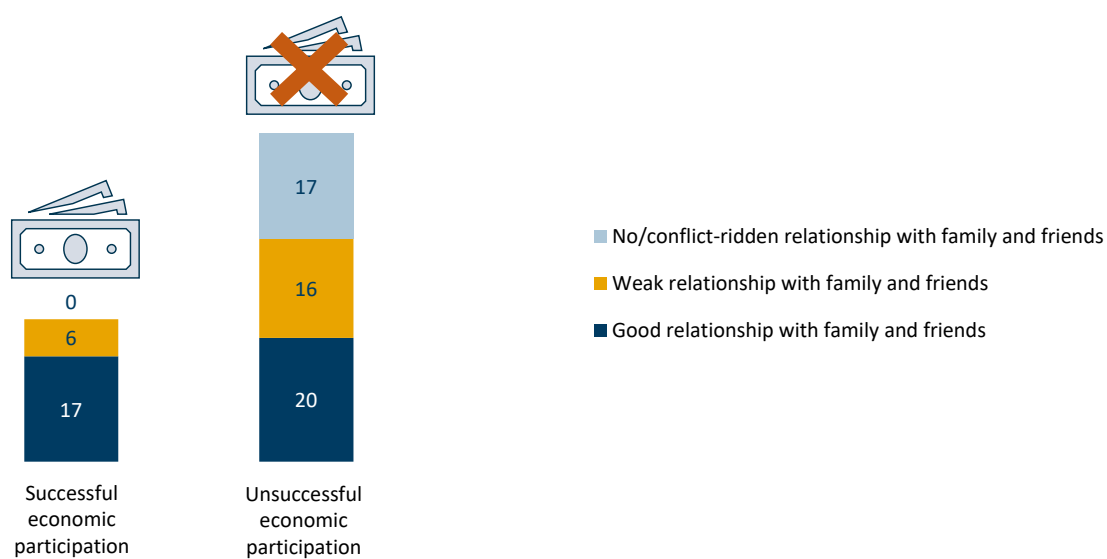 17
0
16
6
17
20
Successful
economic
participation
Unsuccessful
economic
participation
No/conflict-ridden relationship with family and friends
Weak relationship with family and friends
Good relationship with family and friends